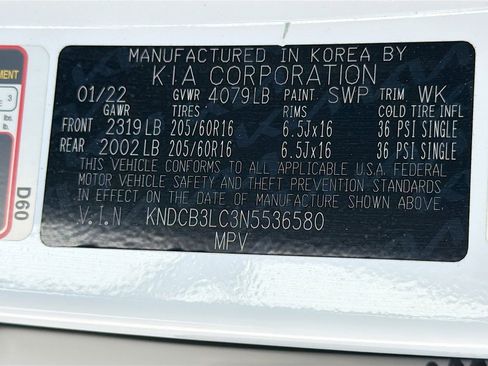 MANUFACTURED IN KOREA BY
KIA CORPORATION
01/22 GVWR 4079LB PAINT SWP TRIM WK
GAWR TIRES RIMS COLD TIRE INFL
FRONT 2319LB 205/60R16 6.5Jx16 36 PSI SINGLE
REAR 2002LB 205/60R16 6.5Jx16 36 PSI SINGLE
THIS VEHICLE CONFORMS TO ALL APPLICABLE U.S.A. FEDERAL
MOTOR VEHICLE SAFETY AND THEFT PREVENTION STANDARDS
IN EFFECT ON THE DATE OF MANUFACTURE SHOWN ABOVE.
V.I.N KNDCB3LC3N5536580
MPV
D60
3
lbs.